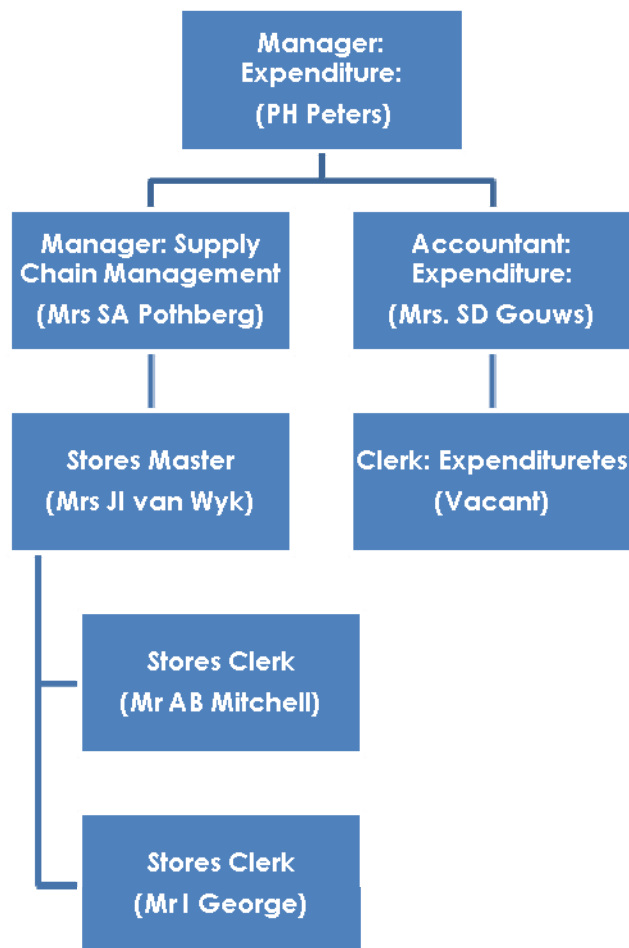 Manager:
Expenditure:
(PH Peters)
Manager: Supply
Chain Management
(Mrs SA Pothberg)
Accountant:
Expenditure:
(Mrs. SD Gouws)
Stores Master
(Mrs JI van Wyk)
Clerk: Expendituretes
(Vacant)
Stores Clerk
(Mr AB Mitchell)
Stores Clerk
(Mr I George)